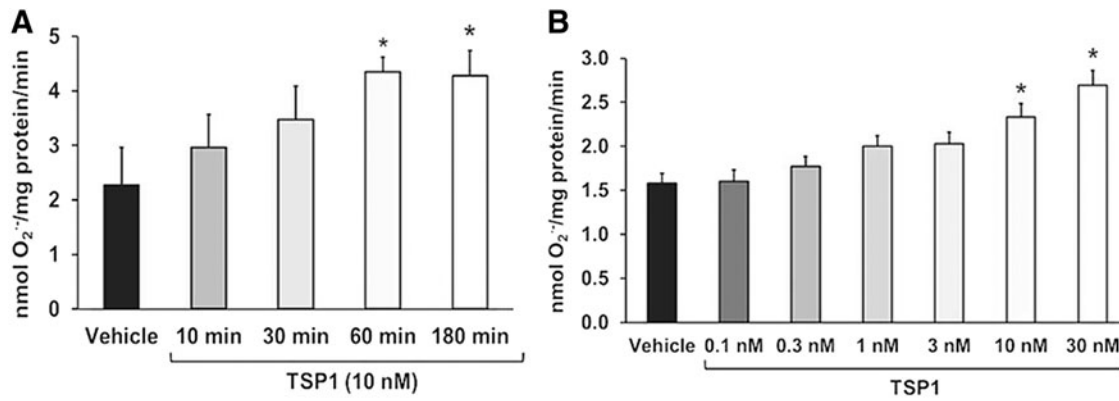 A
nmol O₂·⁻/mg protein/min
5
4
3
2
1
0
*
*
Vehicle 10 min 30 min 60 min 180 min
TSP1 (10 nM)
B
nmol O₂·⁻/mg protein/min
3.0
2.5
2.0
1.5
1.0
0.5
0.0
*
*
Vehicle 0.1 nM 0.3 nM 1 nM 3 nM 10 nM 30 nM
TSP1